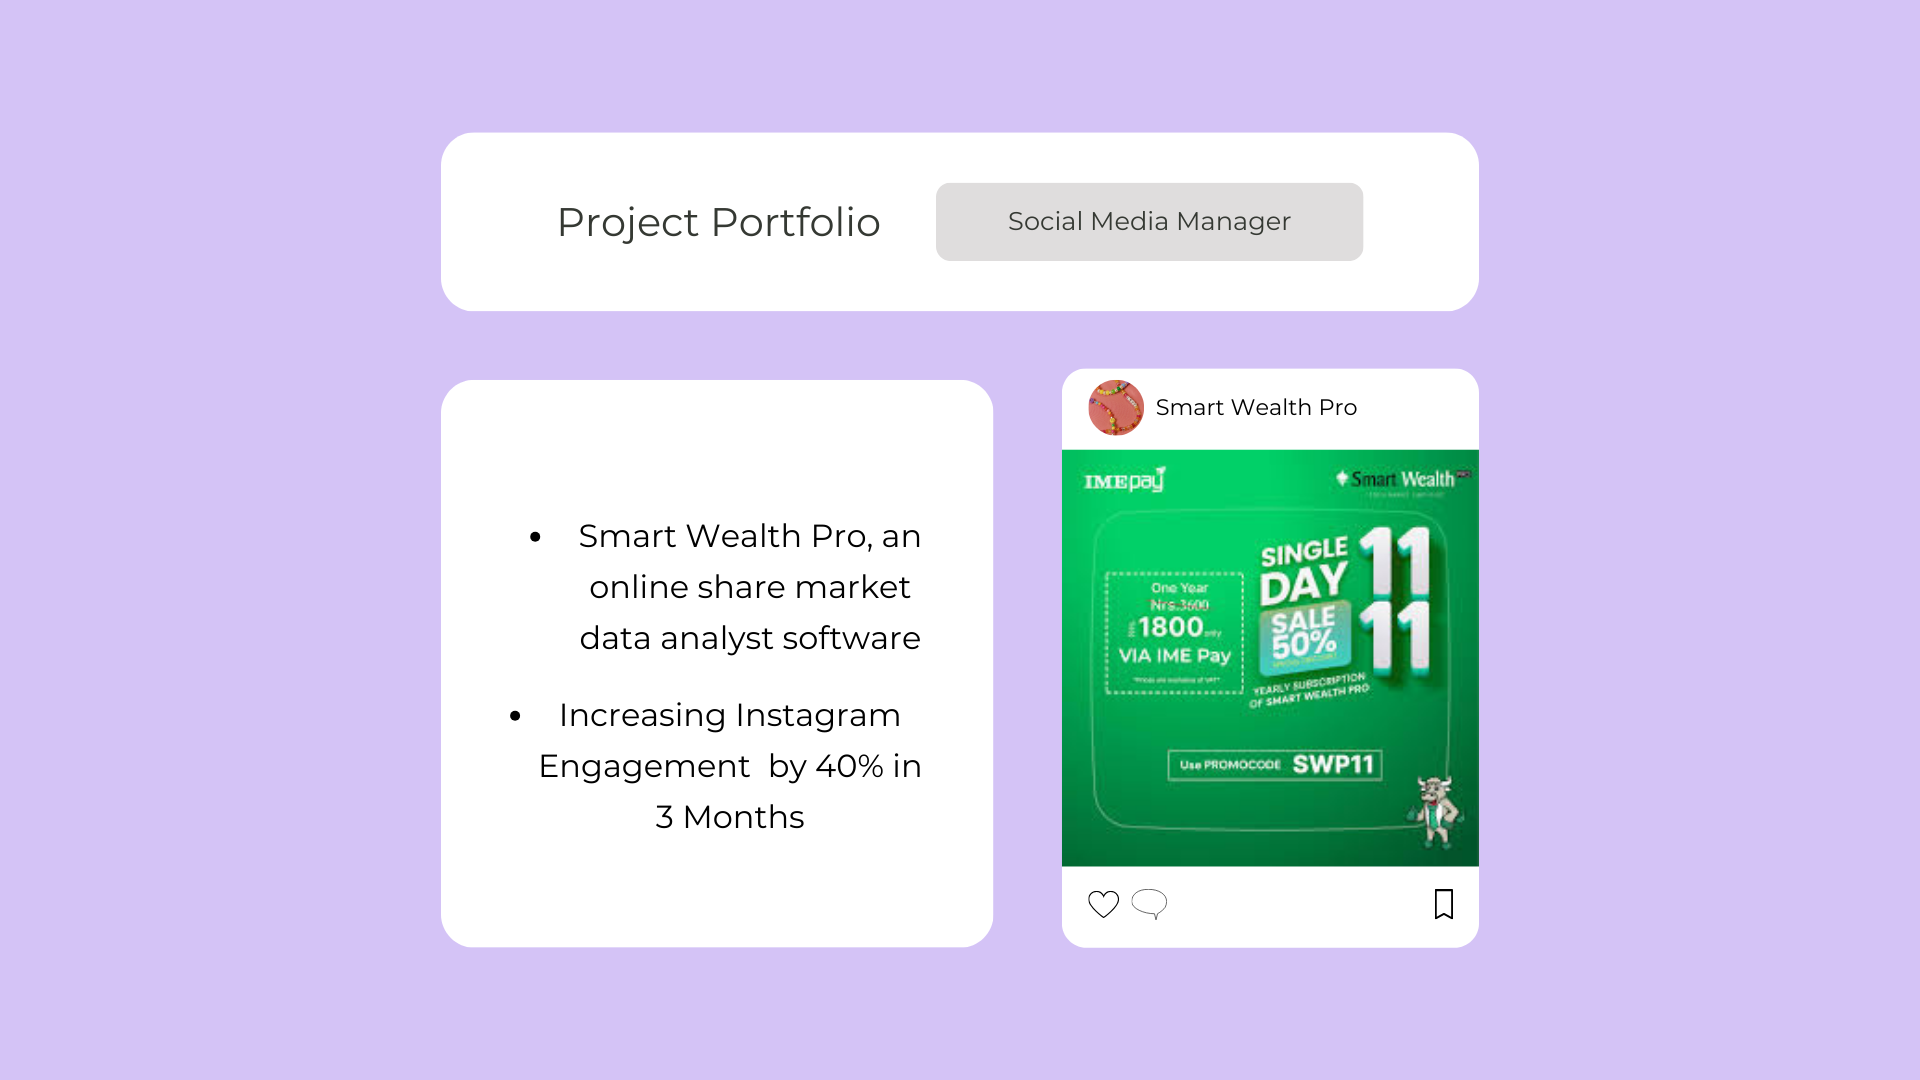 Project Portfolio
Social Media Manager
• Smart Wealth Pro, an
online share market
data analyst software
• Increasing Instagram
Engagement  by 40% in
3 Months
Smart Wealth Pro
IMEpay
Smart Wealth PRO
One Year
Nrs.3600
1800 only
VIA IME Pay
SINGLE
DAY
SALE
50%
11
11
YEARLY SUBSCRIPTION
OF SMART WEALTH PRO
Use PROMOCODE SWP11